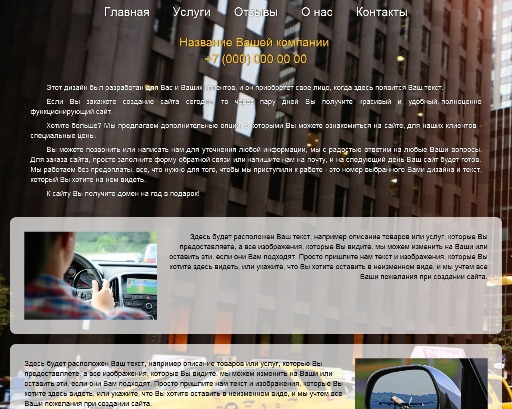 Главная Услуги Отзывы О нас Контакты
Название Вашей компании
+7 (000) 000 00 00
Этот дизайн был разработан для Вас и Ваших клиентов, и он приобретет свое лицо, когда здесь появится Ваш текст.
Если Вы закажете создание сайта сегодня, то через пару дней Вы получите красивый и удобный, полноценно
функционирующий сайт.
Хотите больше? Мы предлагаем дополнительные опции, с которыми Вы можете ознакомиться на сайте, для наших клиентов -
специальные цены.
Вы можете позвонить или написать нам для уточнения любой информации, мы с радостью ответим на любые Ваши вопросы.
Для заказа сайта, просто заполните форму обратной связи или напишите нам на почту, и на следующий день Ваш сайт будет готов.
Мы работаем без предоплаты, все, что нужно для того, чтобы мы приступили к работе - это номер выбранного Вами дизайна и текст,
который Вы хотите на нем видеть.
К сайту Вы получите домен на год в подарок!
Здесь будет расположен Ваш текст, например описание товаров или услуг, которые Вы
предоставляете, а все изображения, которые Вы видите, мы можем изменить на Ваши или
оставить эти, если они Вам подходят. Просто пришлите нам текст и изображения, которые Вы
хотите здесь видеть, или укажите, что Вы хотите оставить в неизменном виде, и мы учтем все
Ваши пожелания при создании сайта.
Здесь будет расположен Ваш текст, например описание товаров или услуг, которые Вы
предоставляете, а все изображения, которые Вы видите, мы можем изменить на Ваши или
оставить эти, если они Вам подходят. Просто пришлите нам текст и изображения, которые Вы
хотите здесь видеть, или укажите, что Вы хотите оставить в неизменном виде, и мы учтем все
Ваши пожелания при создании сайта.